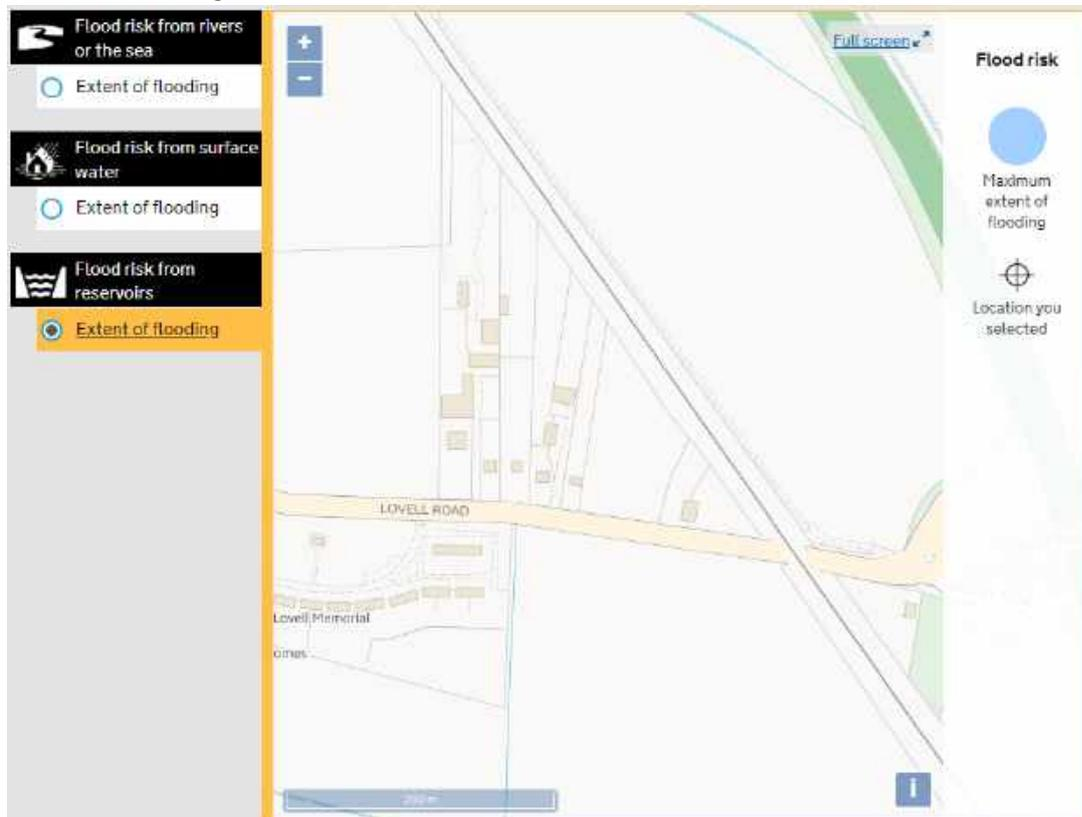 Flood risk from rivers
or the sea
Extent of flooding
Flood risk from surface
water
Extent of flooding
Flood risk from
reservoirs
Extent of flooding
+
−
Full screen
LOVELL ROAD
Lovell Memorial
omes
200 m
i
Flood risk
Maximum
extent of
flooding
Location you
selected